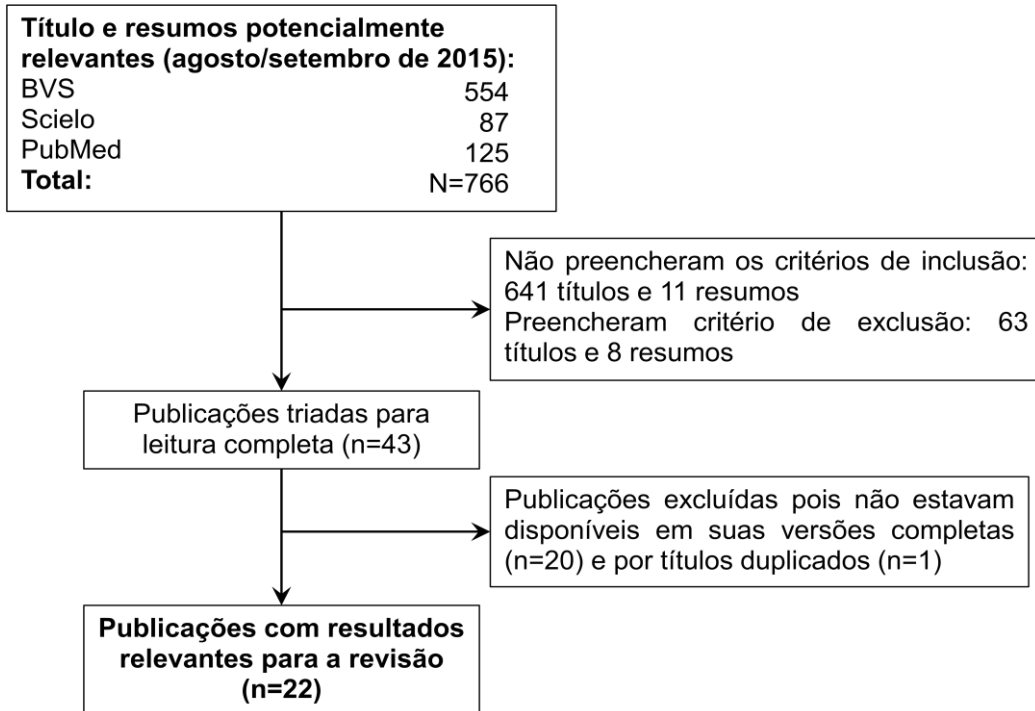 Título e resumos potencialmente
relevantes (agosto/setembro de 2015):
BVS 554
Scielo 87
PubMed 125
Total: N=766
Não preencheram os critérios de inclusão:
641 títulos e 11 resumos
Preencheram critério de exclusão: 63
títulos e 8 resumos
Publicações triadas para
leitura completa (n=43)
Publicações excluídas pois não estavam
disponíveis em suas versões completas
(n=20) e por títulos duplicados (n=1)
Publicações com resultados
relevantes para a revisão
(n=22)